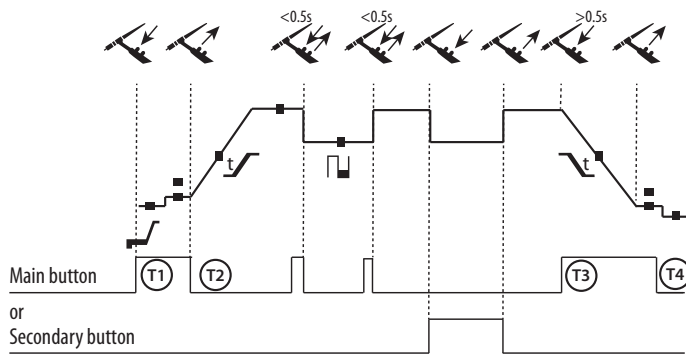 <0.5s <0.5s >0.5s
t t
Main button T1 T2 T3 T4
or
Secondary button